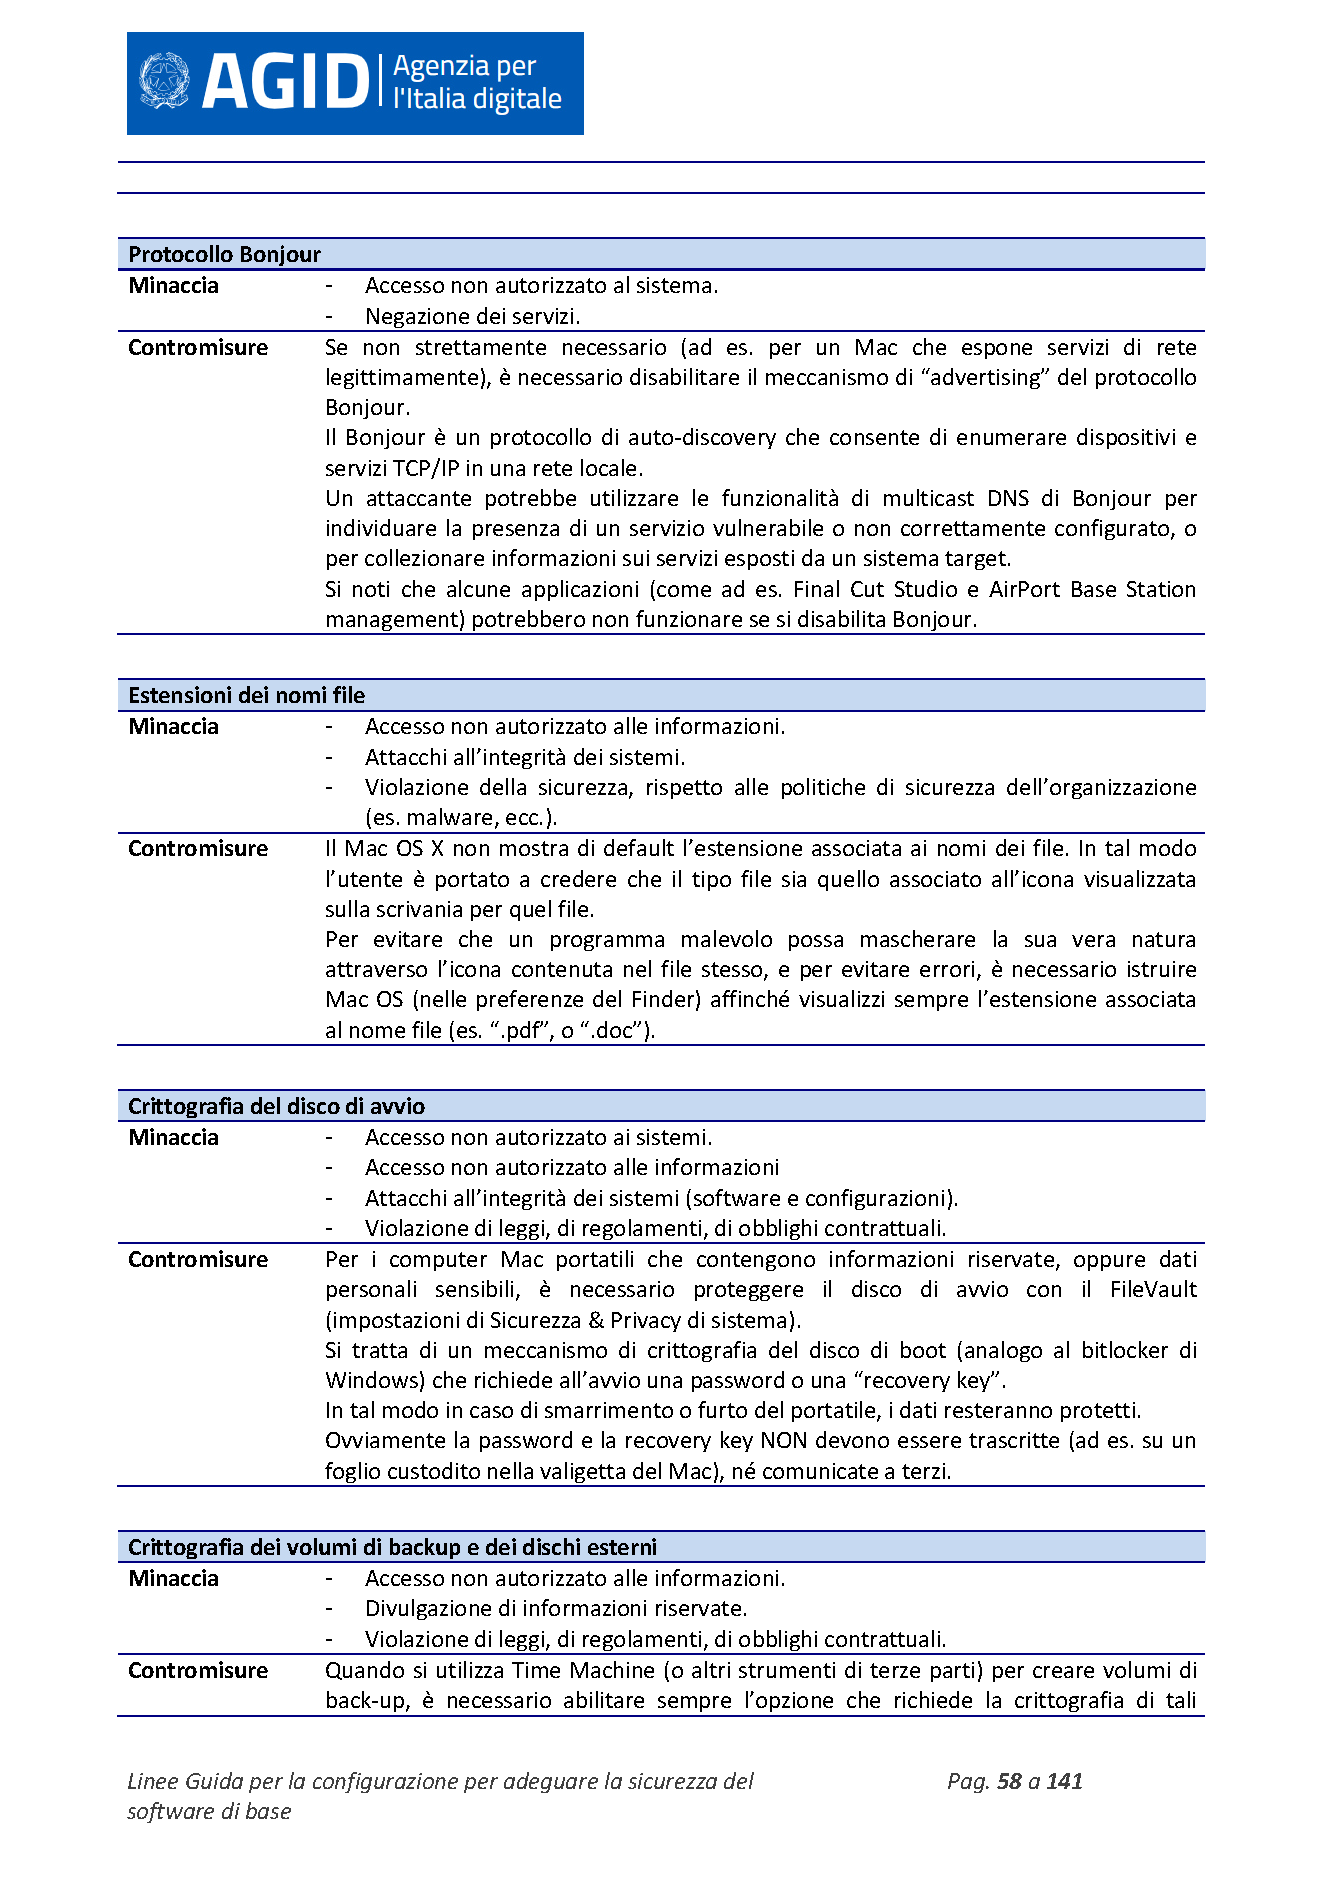 AGID
Agenzia per
l'Italia digitale
Protocollo Bonjour
Minaccia
- Accesso non autorizzato al sistema.
- Negazione dei servizi.
Contromisure
Se non strettamente necessario (ad es. per un Mac che espone servizi di rete
legittimamente), è necessario disabilitare il meccanismo di “advertising” del protocollo
Bonjour.
Il Bonjour è un protocollo di auto-discovery che consente di enumerare dispositivi e
servizi TCP/IP in una rete locale.
Un attaccante potrebbe utilizzare le funzionalità di multicast DNS di Bonjour per
individuare la presenza di un servizio vulnerabile o non correttamente configurato, o
per collezionare informazioni sui servizi esposti da un sistema target.
Si noti che alcune applicazioni (come ad es. Final Cut Studio e AirPort Base Station
management) potrebbero non funzionare se si disabilita Bonjour.
Estensioni dei nomi file
Minaccia
- Accesso non autorizzato alle informazioni.
- Attacchi all’integrità dei sistemi.
- Violazione della sicurezza, rispetto alle politiche di sicurezza dell’organizzazione
(es. malware, ecc.).
Contromisure
Il Mac OS X non mostra di default l’estensione associata ai nomi dei file. In tal modo
l’utente è portato a credere che il tipo file sia quello associato all’icona visualizzata
sulla scrivania per quel file.
Per evitare che un programma malevolo possa mascherare la sua vera natura
attraverso l’icona contenuta nel file stesso, e per evitare errori, è necessario istruire
Mac OS (nelle preferenze del Finder) affinché visualizzi sempre l’estensione associata
al nome file (es. “.pdf”, o “.doc”).
Crittografia del disco di avvio
Minaccia
- Accesso non autorizzato ai sistemi.
- Accesso non autorizzato alle informazioni
- Attacchi all’integrità dei sistemi (software e configurazioni).
- Violazione di leggi, di regolamenti, di obblighi contrattuali.
Contromisure
Per i computer Mac portatili che contengono informazioni riservate, oppure dati
personali sensibili, è necessario proteggere il disco di avvio con il FileVault
(impostazioni di Sicurezza & Privacy di sistema).
Si tratta di un meccanismo di crittografia del disco di boot (analogo al bitlocker di
Windows) che richiede all’avvio una password o una “recovery key”.
In tal modo in caso di smarrimento o furto del portatile, i dati resteranno protetti.
Ovviamente la password e la recovery key NON devono essere trascritte (ad es. su un
foglio custodito nella valigetta del Mac), né comunicate a terzi.
Crittografia dei volumi di backup e dei dischi esterni
Minaccia
- Accesso non autorizzato alle informazioni.
- Divulgazione di informazioni riservate.
- Violazione di leggi, di regolamenti, di obblighi contrattuali.
Contromisure
Quando si utilizza Time Machine (o altri strumenti di terze parti) per creare volumi di
back-up, è necessario abilitare sempre l’opzione che richiede la crittografia di tali
Linee Guida per la configurazione per adeguare la sicurezza del
software di base
Pag. 58 a 141